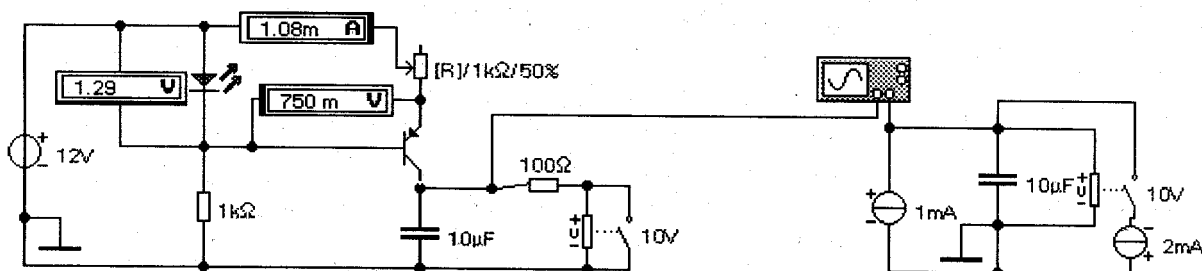 1.08m A
[R]/1kΩ/50%
1.29 V
750 m V
+
-
12V
100Ω
1kΩ
+
U
-
10V
10µF
+
-
1mA
10µF
+
U
-
10V
+
-
2mA